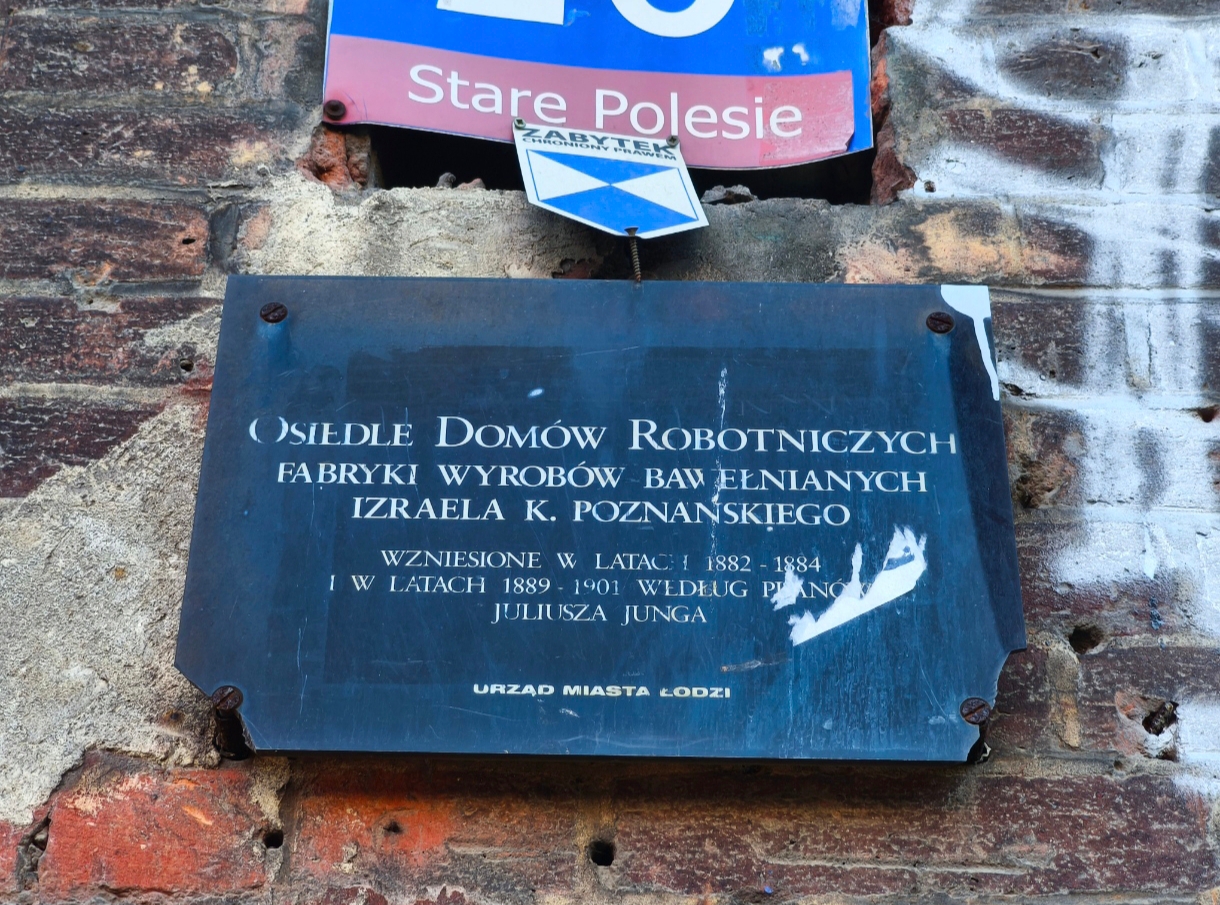 Stare Polesie
ZABYTEK
CHRONIONY PRAWEM
OSIEDLE DOMÓW ROBOTNICZYCH
FABRYKI WYROBÓW BAWEŁNIANYCH
IZRAELA K. POZNAŃSKIEGO
WZNIESIONE W LATACH 1882 - 1884
I W LATACH 1889 - 1901 WEDŁUG PLANÓW
JULIUSZA JUNGA
URZĄD MIASTA ŁODZI